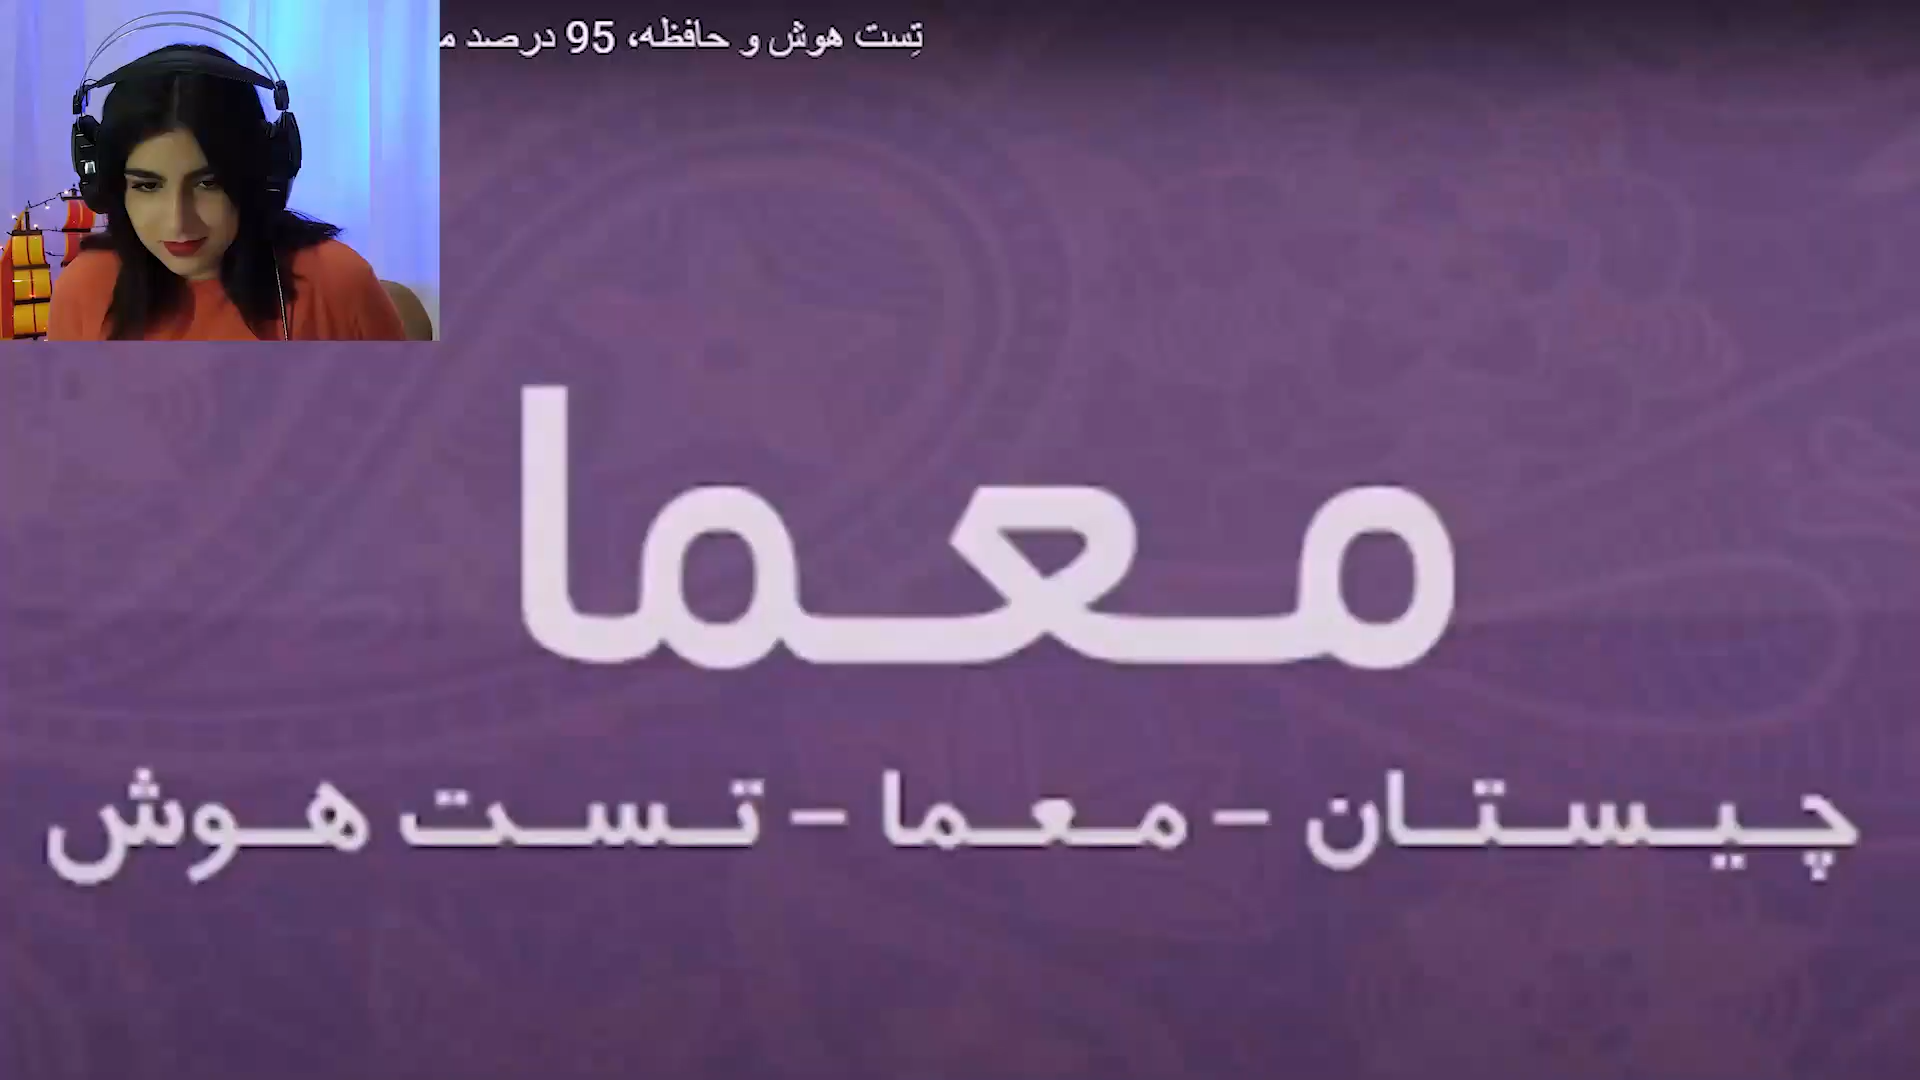 تِست هوش و حافظه، 95 درصد م
معما
چیستان – معما – تست هوش